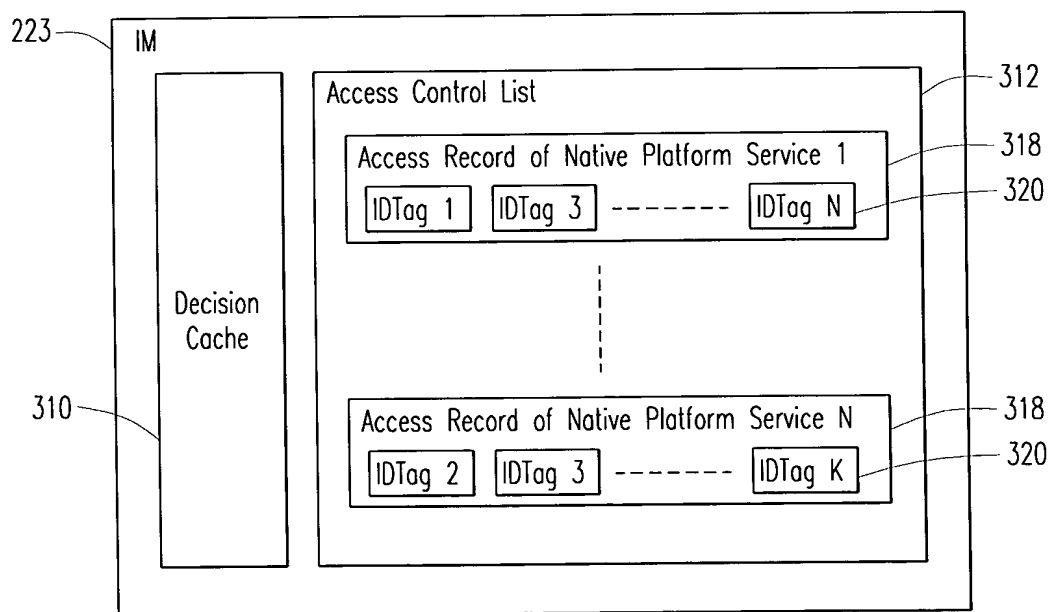 223
IM
312
Access Control List
318
Access Record of Native Platform Service 1
320
IDTag 1 IDTag 3 IDTag N
Decision
Cache
310
318
Access Record of Native Platform Service N
320
IDTag 2 IDTag 3 IDTag K